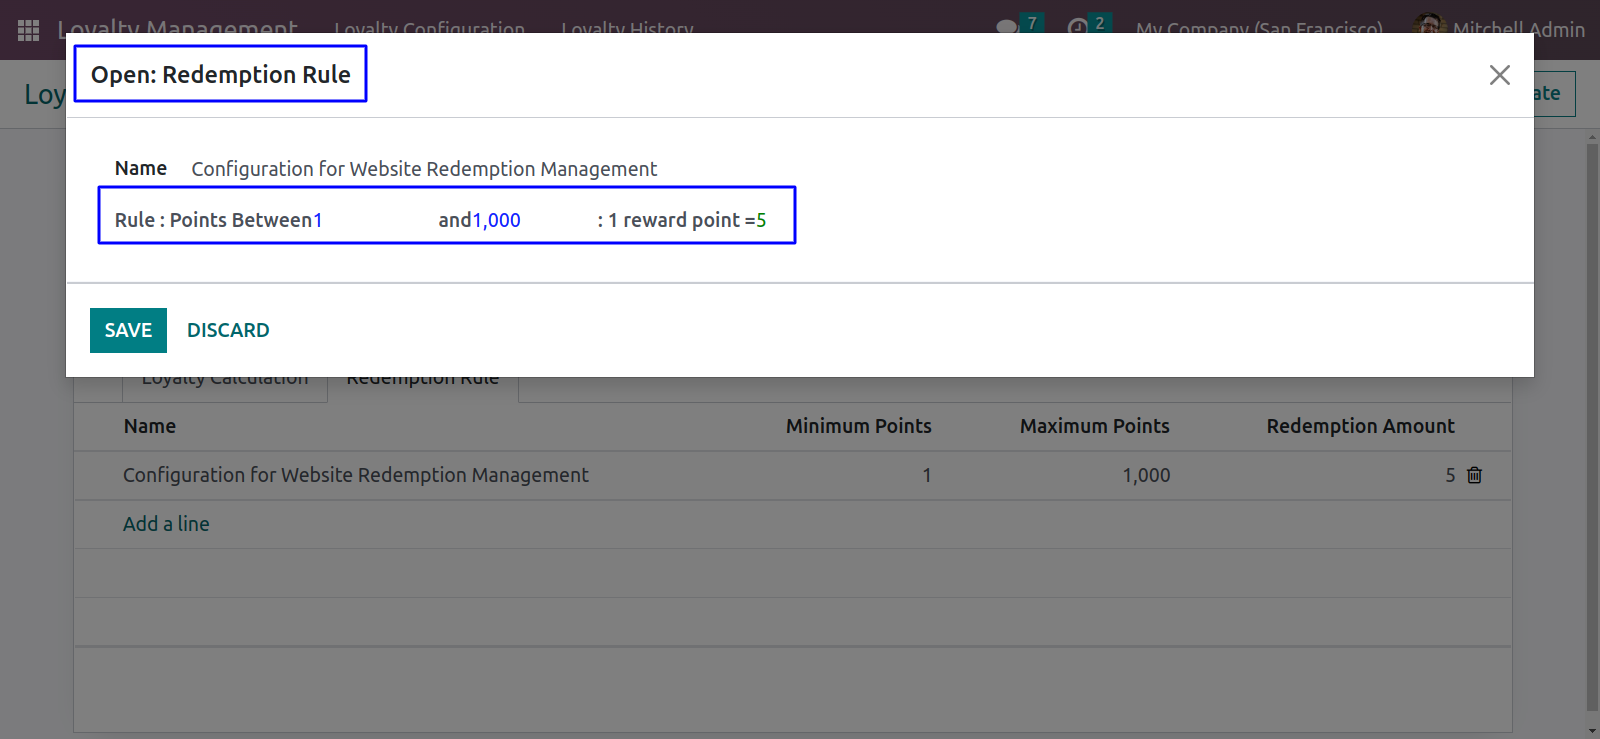 Loyalty Management Loyalty Configuration Loyalty History 7 2 My Company (San Francisco) Mitchell Admin
Open: Redemption Rule
Loy ate
Name Configuration for Website Redemption Management
Rule : Points Between1 and1,000 : 1 reward point =5
SAVE DISCARD
Loyalty Calculation Redemption Rule
Name Minimum Points Maximum Points Redemption Amount
Configuration for Website Redemption Management 1 1,000 5
Add a line